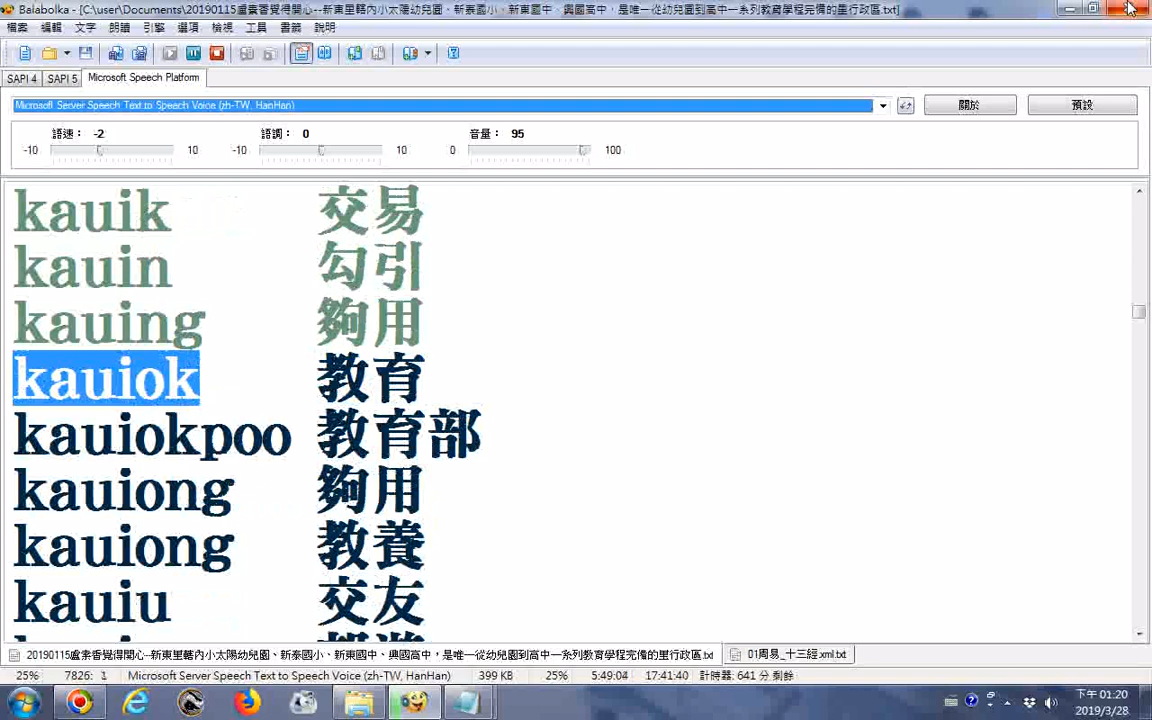 Balabolka - [C:\user\Documents\20190115盧素香覺得開心--新東里轄內小太陽幼兒園、新泰國小、新東國中、興國高中，是唯一從幼兒園到高中一系列教育學程完備的里行政區.txt]
檔案 編輯 文字 朗讀 引擎 選項 檢視 工具 書籤 說明
SAPI 4 SAPI 5 Microsoft Speech Platform
Microsoft Server Speech Text to Speech Voice (zh-TW, HanHan) 關於 預設
語速： -2 語調： 0 音量： 95
-10 10 -10 10 0 100
kauik 交易
kauin 勾引
kauing 夠用
kauiok 教育
kauiokpoo 教育部
kauiong 夠用
kauiong 教養
kauiu 交友
20190115盧素香覺得開心--新東里轄內小太陽幼兒園、新泰國小、新東國中、興國高中，是唯一從幼兒園到高中一系列教育學程完備的里行政區.txt 01周易_十三經.xml.txt
25% 7826: 1 Microsoft Server Speech Text to Speech Voice (zh-TW, HanHan) 399 KB 25% 5:49:04 17:41:40 計時器: 641 分 剩餘
下午 01:20
2019/3/28